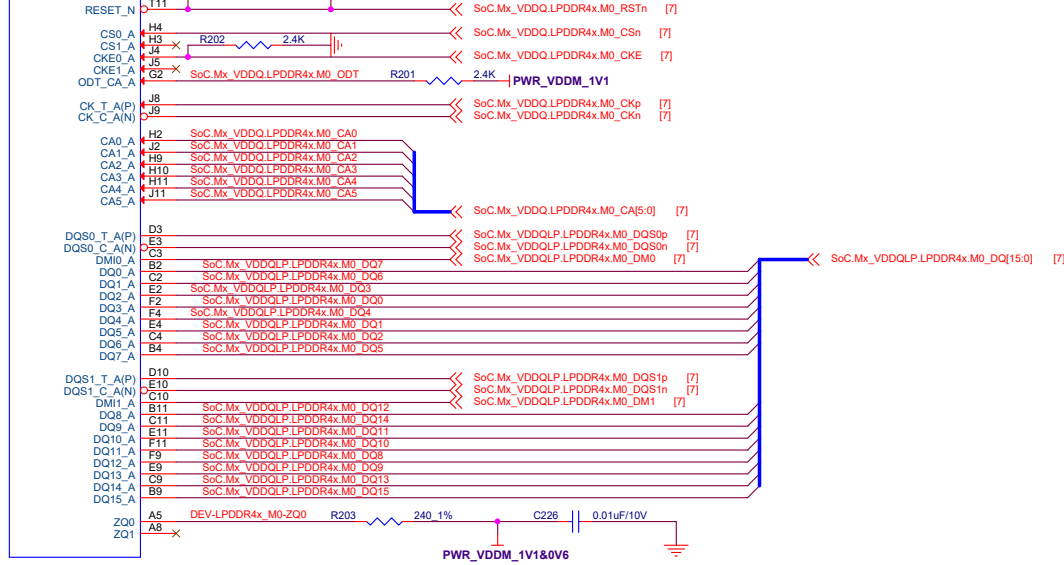 RESET_N T11 SoC.Mx_VDDQ.LPDDR4x.M0_RSTn [7]
CS0_A H4 SoC.Mx_VDDQ.LPDDR4x.M0_CSn [7]
CS1_A H3 R202 2.4K
CKE0_A J4 SoC.Mx_VDDQ.LPDDR4x.M0_CKE [7]
CKE1_A J5
ODT_CA_A G2 SoC.Mx_VDDQ.LPDDR4x.M0_ODT R201 2.4K PWR_VDDM_1V1
CK_T_A(P) J8 SoC.Mx_VDDQ.LPDDR4x.M0_CKp [7]
CK_C_A(N) J9 SoC.Mx_VDDQ.LPDDR4x.M0_CKn [7]
CA0_A H2 SoC.Mx_VDDQ.LPDDR4x.M0_CA0
CA1_A J2 SoC.Mx_VDDQ.LPDDR4x.M0_CA1
CA2_A H9 SoC.Mx_VDDQ.LPDDR4x.M0_CA2
CA3_A H10 SoC.Mx_VDDQ.LPDDR4x.M0_CA3
CA4_A H11 SoC.Mx_VDDQ.LPDDR4x.M0_CA4
CA5_A J11 SoC.Mx_VDDQ.LPDDR4x.M0_CA5
SoC.Mx_VDDQ.LPDDR4x.M0_CA[5:0] [7]
DQS0_T_A(P) D3 SoC.Mx_VDDQLP.LPDDR4x.M0_DQS0p [7]
DQS0_C_A(N) E3 SoC.Mx_VDDQLP.LPDDR4x.M0_DQS0n [7]
DMI0_A C3 SoC.Mx_VDDQLP.LPDDR4x.M0_DM0 [7] SoC.Mx_VDDQLP.LPDDR4x.M0_DQ[15:0] [7]
DQ0_A B2 SoC.Mx_VDDQLP.LPDDR4x.M0_DQ7
DQ1_A C2 SoC.Mx_VDDQLP.LPDDR4x.M0_DQ6
DQ2_A E2 SoC.Mx_VDDQLP.LPDDR4x.M0_DQ3
DQ3_A F2 SoC.Mx_VDDQLP.LPDDR4x.M0_DQ0
DQ4_A F4 SoC.Mx_VDDQLP.LPDDR4x.M0_DQ4
DQ5_A E4 SoC.Mx_VDDQLP.LPDDR4x.M0_DQ1
DQ6_A C4 SoC.Mx_VDDQLP.LPDDR4x.M0_DQ2
DQ7_A B4 SoC.Mx_VDDQLP.LPDDR4x.M0_DQ5
DQS1_T_A(P) D10 SoC.Mx_VDDQLP.LPDDR4x.M0_DQS1p [7]
DQS1_C_A(N) E10 SoC.Mx_VDDQLP.LPDDR4x.M0_DQS1n [7]
DMI1_A C10 SoC.Mx_VDDQLP.LPDDR4x.M0_DM1 [7]
DQ8_A B11 SoC.Mx_VDDQLP.LPDDR4x.M0_DQ12
DQ9_A C11 SoC.Mx_VDDQLP.LPDDR4x.M0_DQ14
DQ10_A E11 SoC.Mx_VDDQLP.LPDDR4x.M0_DQ11
DQ11_A F11 SoC.Mx_VDDQLP.LPDDR4x.M0_DQ10
DQ12_A F9 SoC.Mx_VDDQLP.LPDDR4x.M0_DQ8
DQ13_A E9 SoC.Mx_VDDQLP.LPDDR4x.M0_DQ9
DQ14_A C9 SoC.Mx_VDDQLP.LPDDR4x.M0_DQ13
DQ15_A B9 SoC.Mx_VDDQLP.LPDDR4x.M0_DQ15
ZQ0 A5 DEV-LPDDR4x_M0-ZQ0 R203 240_1% C226 0.01uF/10V
ZQ1 A8
PWR_VDDM_1V1&0V6